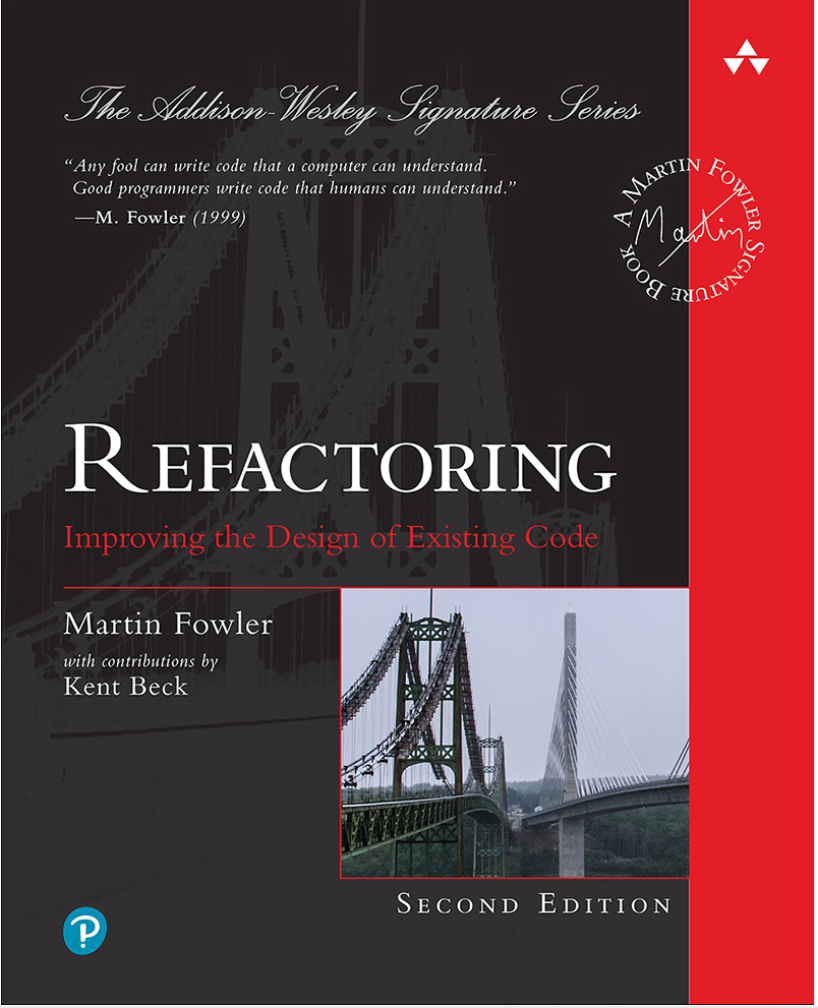 The Addison-Wesley Signature Series
“Any fool can write code that a computer can understand.
Good programmers write code that humans can understand.”
—M. Fowler (1999)
A MARTIN FOWLER SIGNATURE BOOK
Martin
REFACTORING
Improving the Design of Existing Code
Martin Fowler
with contributions by
Kent Beck
SECOND EDITION
P